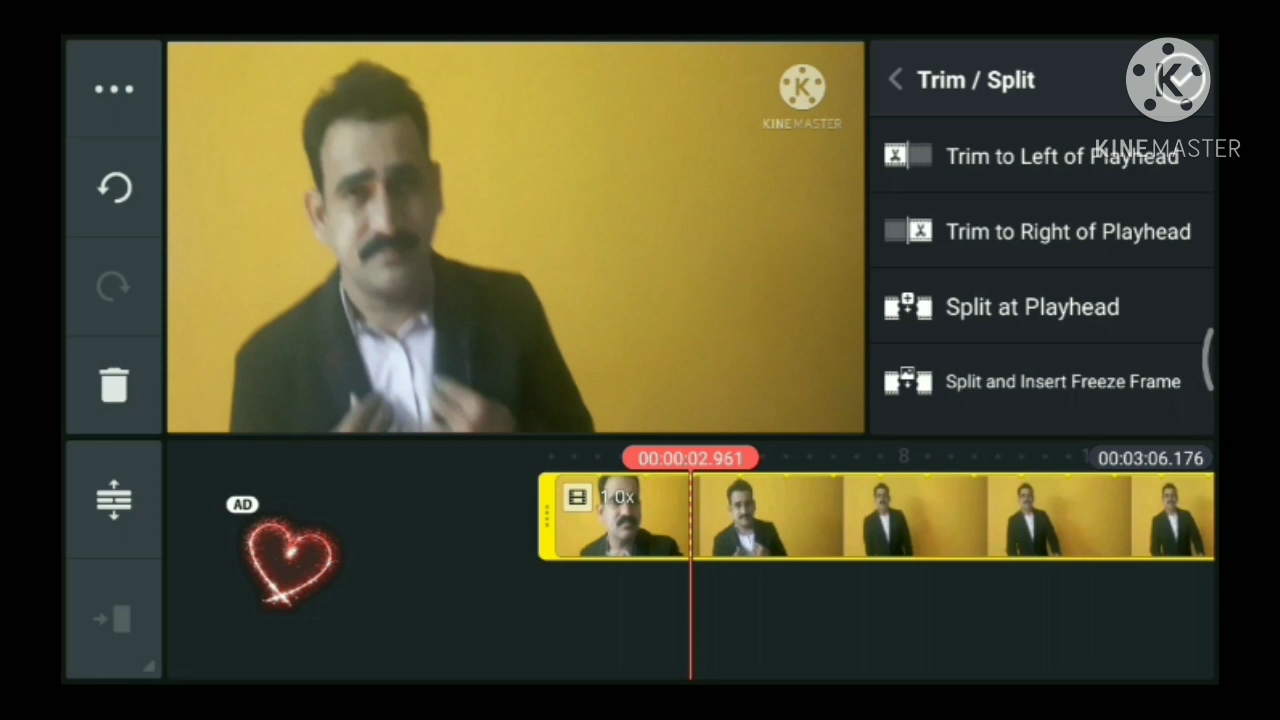 KINEMASTER
Trim / Split
KINEMASTER
Trim to Left of Playhead
Trim to Right of Playhead
Split at Playhead
Split and Insert Freeze Frame
00:00:02.961
8
00:03:06.176
AD
1.0x